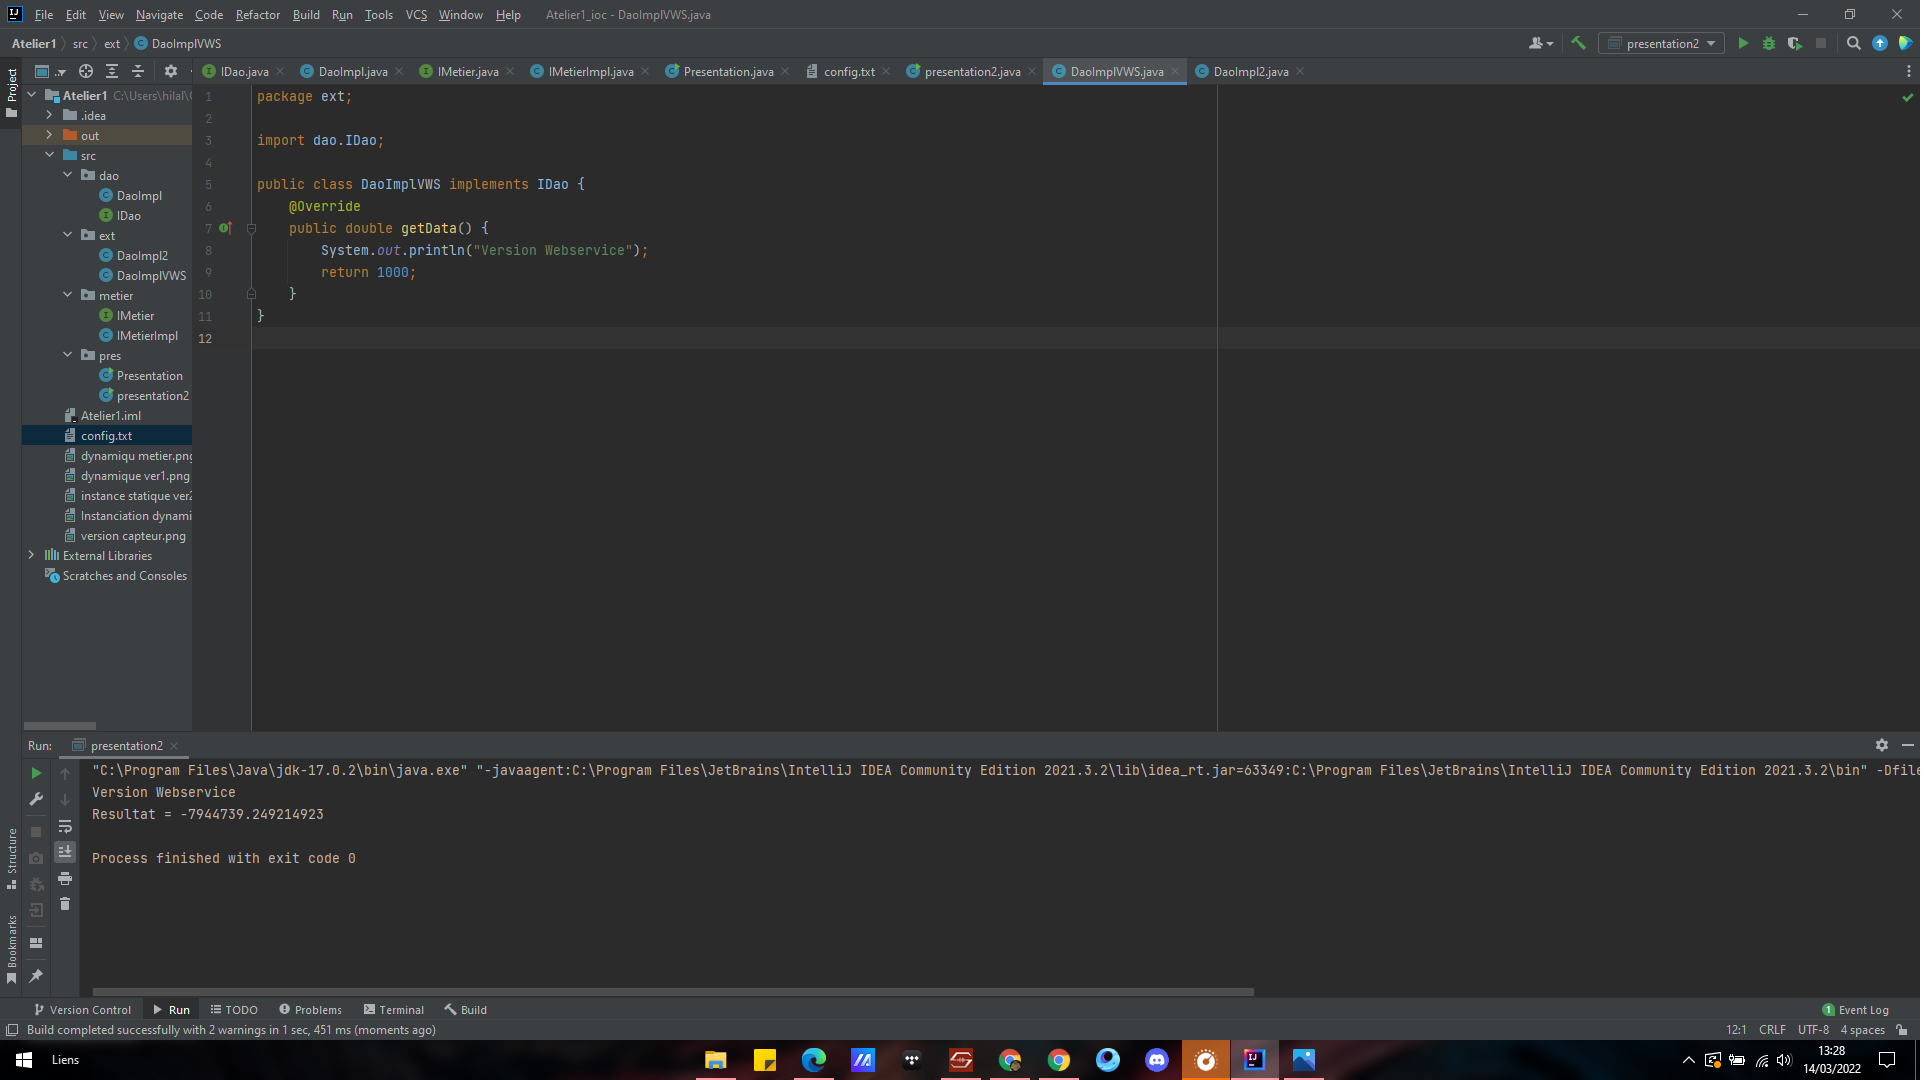 File Edit View Navigate Code Refactor Build Run Tools VCS Window Help Atelier1_ioc - DaoImplVWS.java
Atelier1 src ext DaoImplVWS presentation2
Project
IDao.java DaoImpl.java IMetier.java IMetierImpl.java Presentation.java config.txt presentation2.java DaoImplVWS.java DaoImpl2.java
Atelier1 C:\Users\hilal\
.idea
out
src
dao
DaoImpl
IDao
ext
DaoImpl2
DaoImplVWS
metier
IMetier
IMetierImpl
pres
Presentation
presentation2
Atelier1.iml
config.txt
dynamiqu metier.png
dynamique ver1.png
instance statique ver2
Instanciation dynami
version capteur.png
External Libraries
Scratches and Consoles
1 package ext;
2
3 import dao.IDao;
4
5 public class DaoImplVWS implements IDao {
6 @Override
7 public double getData() {
8 System.out.println("Version Webservice");
9 return 1000;
10 }
11 }
12
Run: presentation2
"C:\Program Files\Java\jdk-17.0.2\bin\java.exe" "-javaagent:C:\Program Files\JetBrains\IntelliJ IDEA Community Edition 2021.3.2\lib\idea_rt.jar=63349:C:\Program Files\JetBrains\IntelliJ IDEA Community Edition 2021.3.2\bin" -Dfile
Version Webservice
Resultat = -7944739.249214923
Process finished with exit code 0
Structure
Bookmarks
Version Control Run TODO Problems Terminal Build 1 Event Log
Build completed successfully with 2 warnings in 1 sec, 451 ms (moments ago) 12:1 CRLF UTF-8 4 spaces
Liens
13:28
14/03/2022